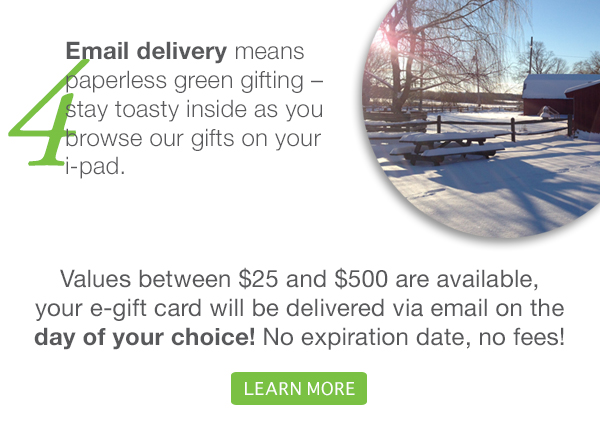 4
Email delivery means
paperless green gifting –
stay toasty inside as you
browse our gifts on your
i-pad.
Values between $25 and $500 are available,
your e-gift card will be delivered via email on the
day of your choice! No expiration date, no fees!
LEARN MORE